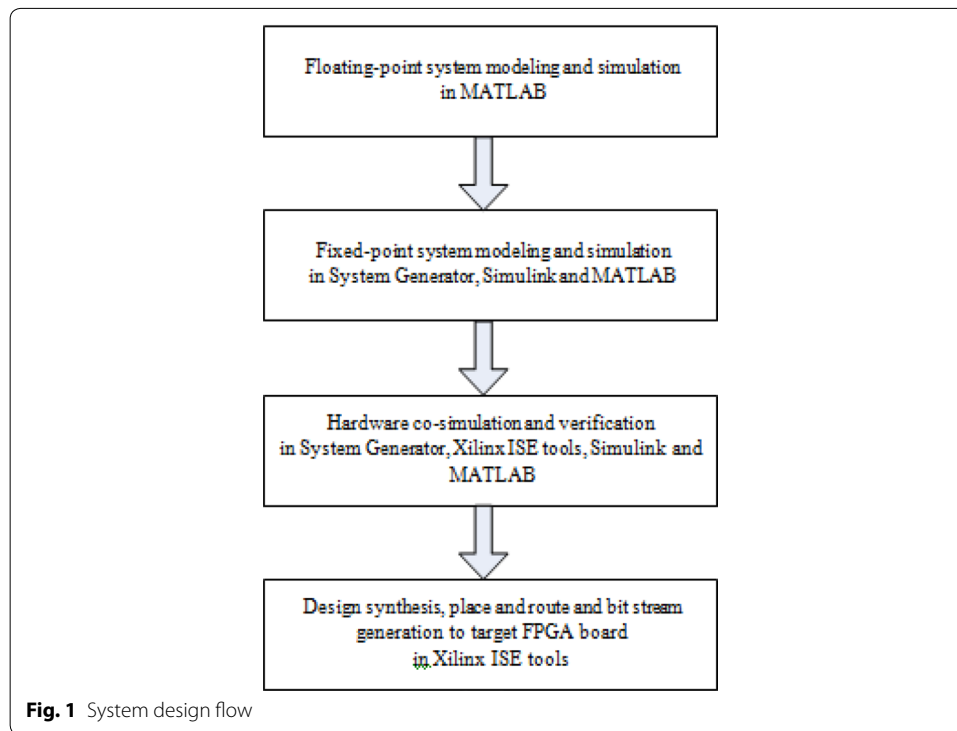 Floating-point system modeling and simulation
in MATLAB
Fixed-point system modeling and simulation
in System Generator, Simulink and MATLAB
Hardware co-simulation and verification
in System Generator, Xilinx ISE tools, Simulink and
MATLAB
Design synthesis, place and route and bit stream
generation to target FPGA board
in Xilinx ISE tools
Fig. 1 System design flow